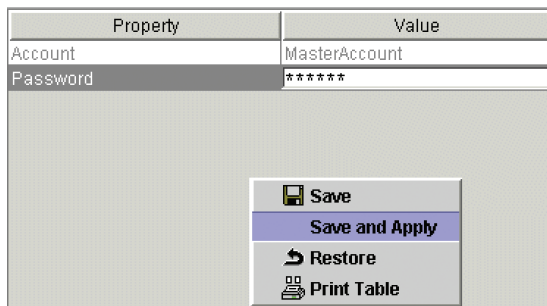 Property Value
Account MasterAccount
Password ******
Save
Save and Apply
Restore
Print Table